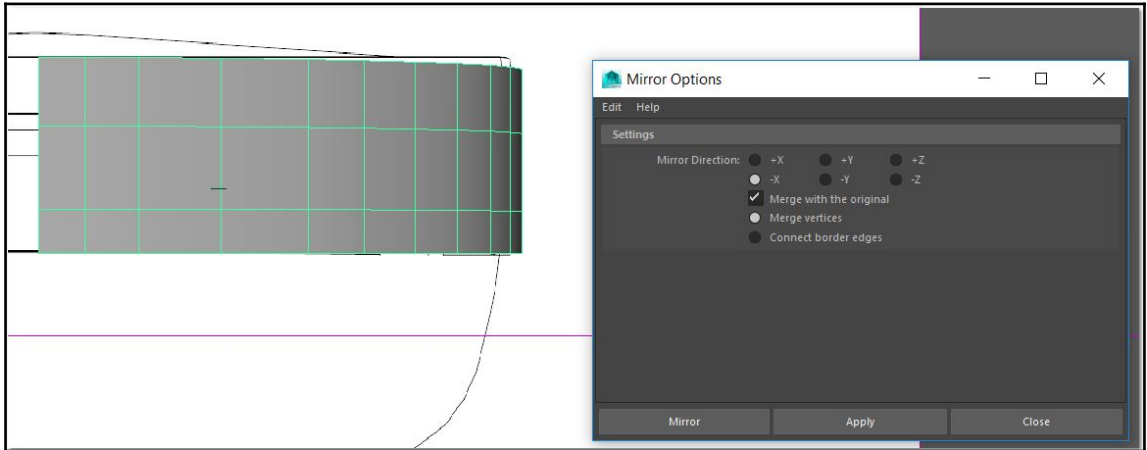 Mirror Options
Edit Help
Settings
Mirror Direction: +X +Y +Z
-X -Y -Z
Merge with the original
Merge vertices
Connect border edges
Mirror Apply Close